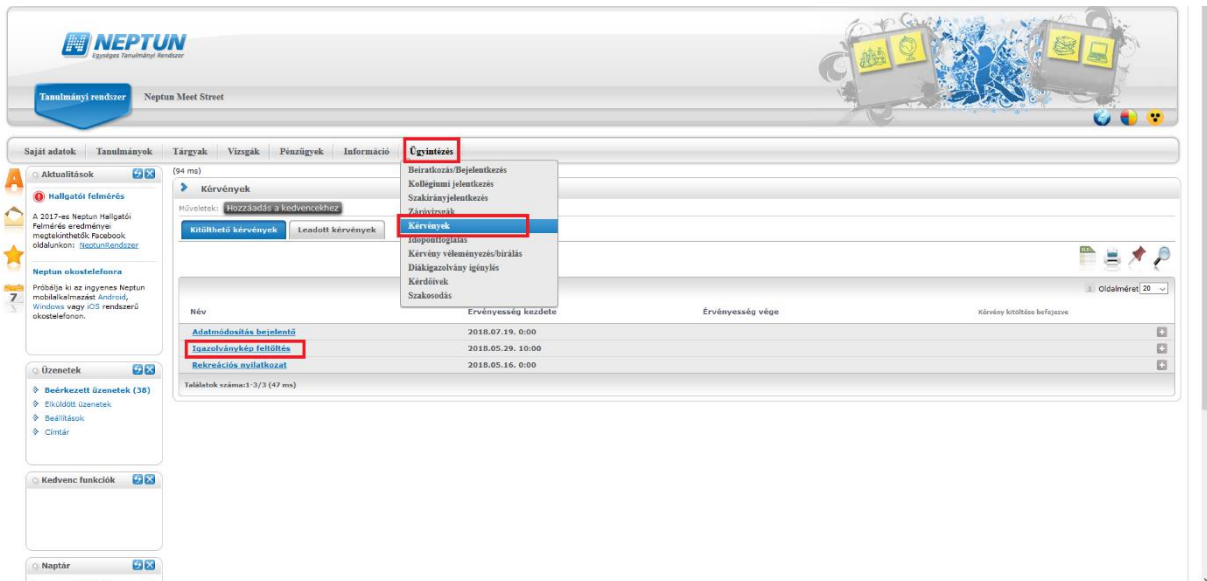 NEPTUN
Egységes Tanulmányi Rendszer
Tanulmányi rendszer
Neptun Meet Street
Saját adatok
Tanulmányok
Tárgyak
Vizsgák
Pénzügyek
Információ
Ügyintézés
Beiratkozás/Bejelentkezés
Kollégiumi jelentkezés
Szakirányjelentkezés
Záróvizsgák
Kérvények
Időpontfoglalás
Kérvény véleményezés/bírálás
Diákigazolvány igénylés
Kérdőívek
Szakosodás
Aktualitások
Hallgatói felmérés
A 2017-es Neptun Hallgatói
Felmérés eredményei
megtekinthetők Facebook
oldalunkon: NeptunRendszer
Neptun okostelefonra
Próbálja ki az ingyenes Neptun
mobilalkalmazást Android,
Windows vagy iOS rendszerű
okostelefonon.
Üzenetek
Beérkezett üzenetek (38)
Elküldött üzenetek
Beállítások
Címtár
Kedvenc funkciók
Naptár
7
(94 ms)
Kérvények
Műveletek: Hozzáadás a kedvencekhez
Kitölthető kérvények
Leadott kérvények
1 Oldalméret 20
Név Érvényesség kezdete Érvényesség vége Kérvény kitöltése befejezve
Adatmódosítás bejelentő 2018.07.19. 0:00
Igazolványkép feltöltés 2018.05.29. 10:00
Rekreációs nyilatkozat 2018.05.16. 0:00
Találatok száma:1-3/3 (47 ms)